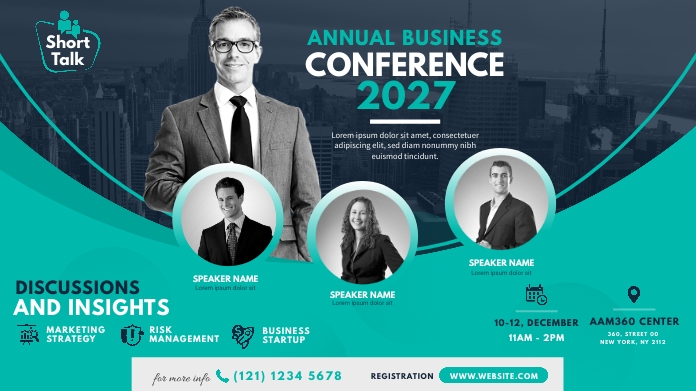 Short
Talk
ANNUAL BUSINESS
CONFERENCE
2027
Lorem ipsum dolor sit amet, consectetuer
adipiscing elit, sed diam nonummy nibh
euismod tincidunt.
SPEAKER NAME
Lorem ipsum dolor sit
SPEAKER NAME
Lorem ipsum dolor sit
SPEAKER NAME
Lorem ipsum dolor sit
DISCUSSIONS
AND INSIGHTS
MARKETING
STRATEGY
RISK
MANAGEMENT
BUSINESS
STARTUP
10-12, DECEMBER
11AM - 2PM
AAM360 CENTER
360, STREET 00
NEW YORK, NY 2112
for more info
(121) 1234 5678
REGISTRATION
WWW.WEBSITE.COM